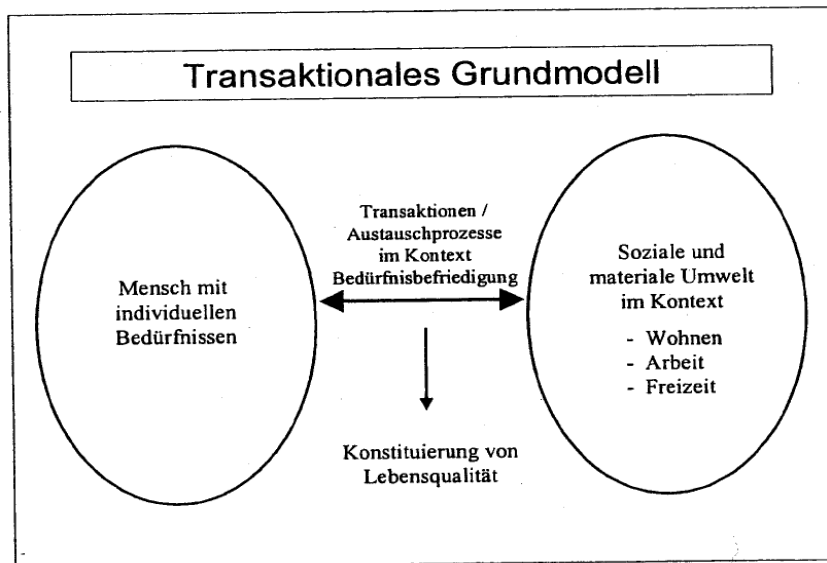 Transaktionales Grundmodell
Mensch mit
individuellen
Bedürfnissen
Transaktionen /
Austauschprozesse
im Kontext
Bedürfnisbefriedigung
Konstituierung von
Lebensqualität
Soziale und
materiale Umwelt
im Kontext
- Wohnen
- Arbeit
- Freizeit